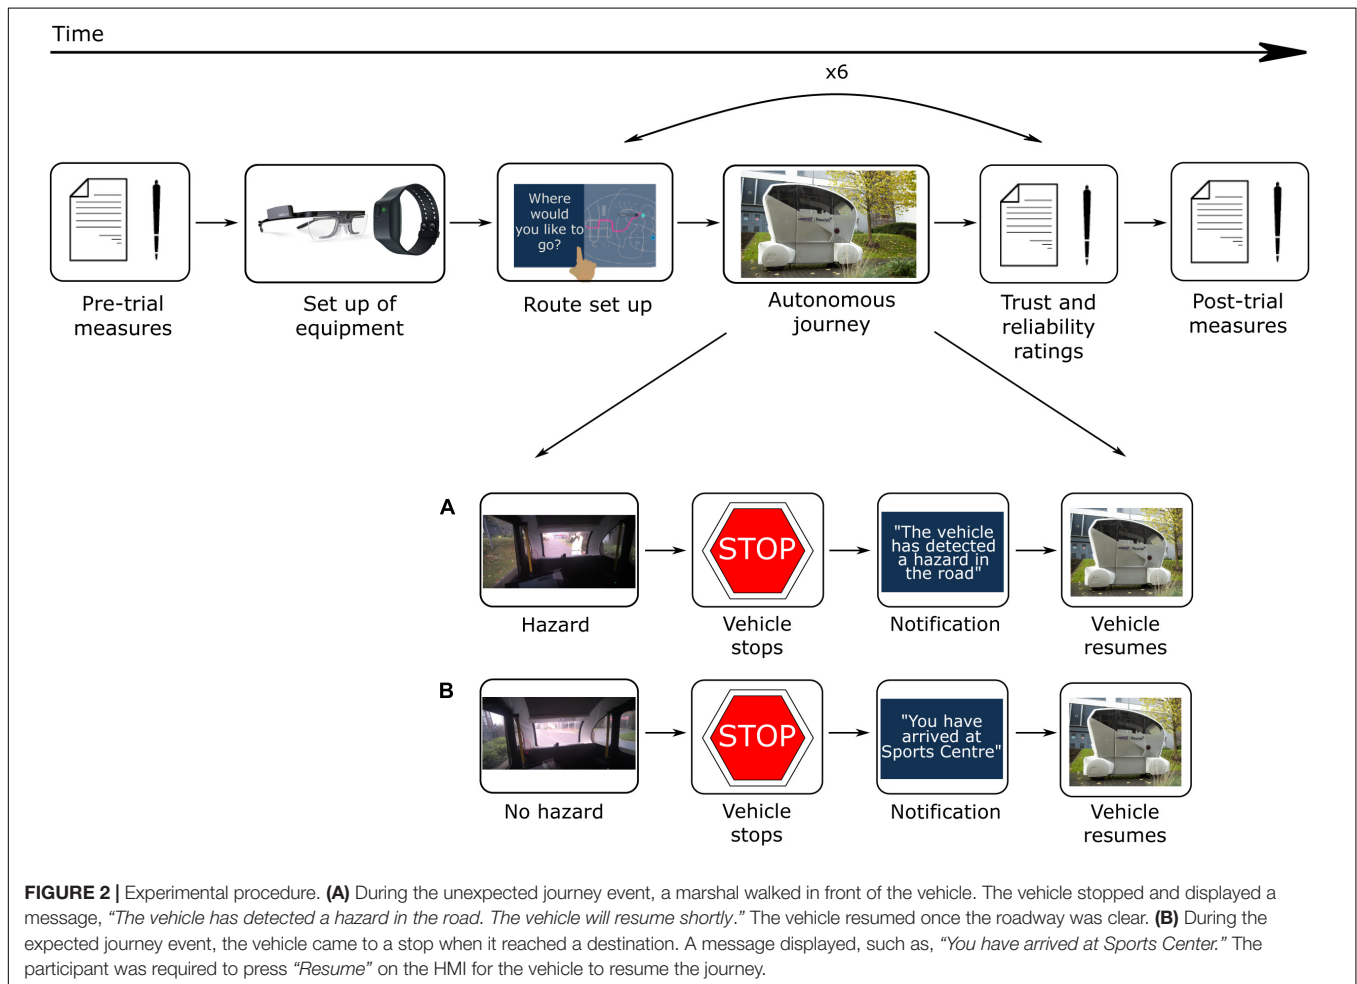 Time
x6
Where
would
you like to
go?
Pre-trial
measures
Set up of
equipment
Route set up
Autonomous
journey
Trust and
reliability
ratings
Post-trial
measures
A
STOP
"The vehicle
has detected
a hazard in
the road"
Hazard
Vehicle
stops
Notification
Vehicle
resumes
B
STOP
"You have
arrived at
Sports Centre"
No hazard
Vehicle
stops
Notification
Vehicle
resumes
FIGURE 2 | Experimental procedure. (A) During the unexpected journey event, a marshal walked in front of the vehicle. The vehicle stopped and displayed a
message, “The vehicle has detected a hazard in the road. The vehicle will resume shortly.” The vehicle resumed once the roadway was clear. (B) During the
expected journey event, the vehicle came to a stop when it reached a destination. A message displayed, such as, “You have arrived at Sports Center.” The
participant was required to press “Resume” on the HMI for the vehicle to resume the journey.